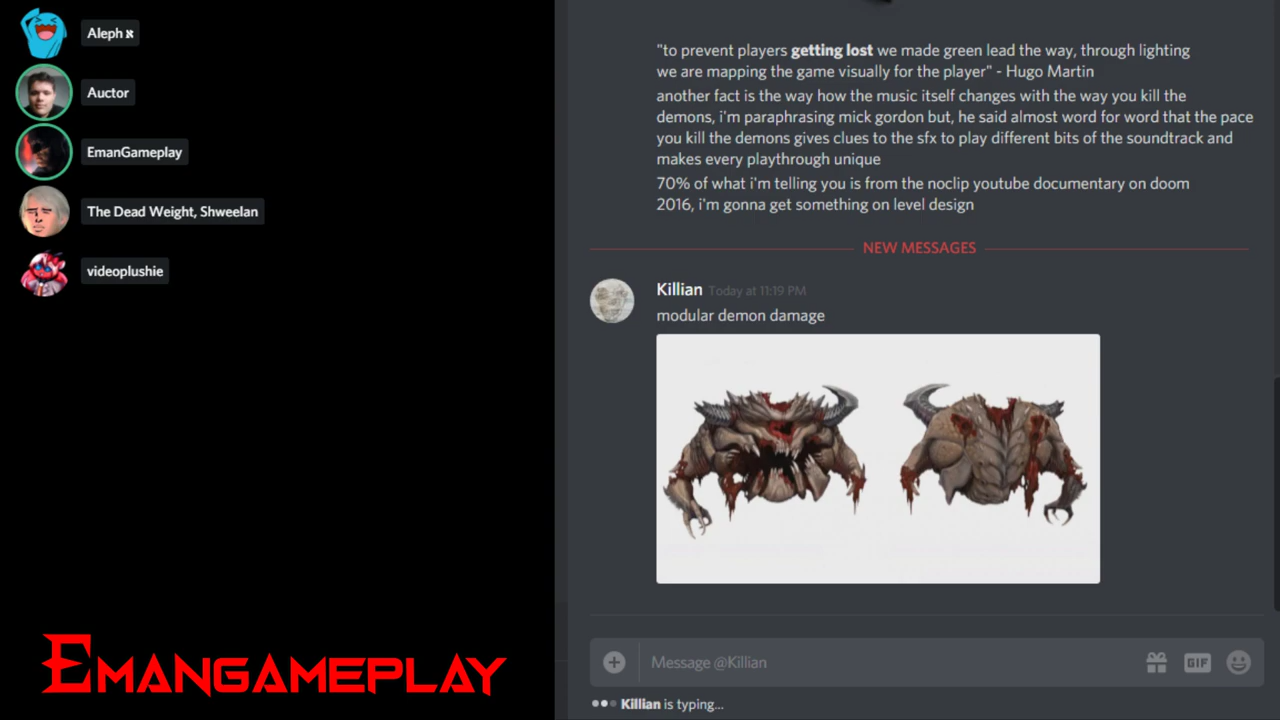 Aleph ℵ
Auctor
EmanGameplay
The Dead Weight, Shweelan
videoplushie
EMANGAMEPLAY
"to prevent players getting lost we made green lead the way, through lighting
we are mapping the game visually for the player" - Hugo Martin
another fact is the way how the music itself changes with the way you kill the
demons, i'm paraphrasing mick gordon but, he said almost word for word that the pace
you kill the demons gives clues to the sfx to play different bits of the soundtrack and
makes every playthrough unique
70% of what i'm telling you is from the noclip youtube documentary on doom
2016, i'm gonna get something on level design
NEW MESSAGES
Killian Today at 11:19 PM
modular demon damage
Message @Killian
GIF
Killian is typing...